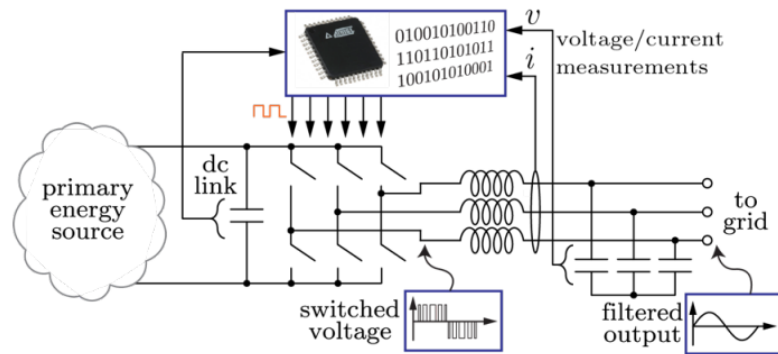 010010100110
110110101011
100101010001
v
i
voltage/current
measurements
primary
energy
source
dc
link
to
grid
switched
voltage
filtered
output